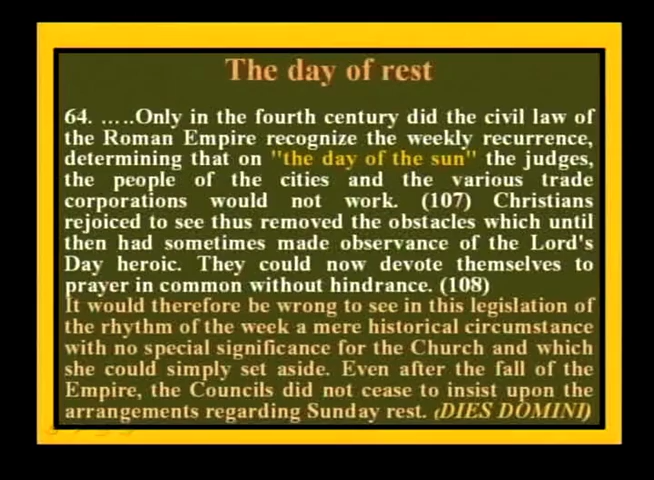 The day of rest
64. .....Only in the fourth century did the civil law of
the Roman Empire recognize the weekly recurrence,
determining that on "the day of the sun" the judges,
the people of the cities and the various trade
corporations would not work. (107) Christians
rejoiced to see thus removed the obstacles which until
then had sometimes made observance of the Lord's
Day heroic. They could now devote themselves to
prayer in common without hindrance. (108)
It would therefore be wrong to see in this legislation of
the rhythm of the week a mere historical circumstance
with no special significance for the Church and which
she could simply set aside. Even after the fall of the
Empire, the Councils did not cease to insist upon the
arrangements regarding Sunday rest. (DIES DOMINI)